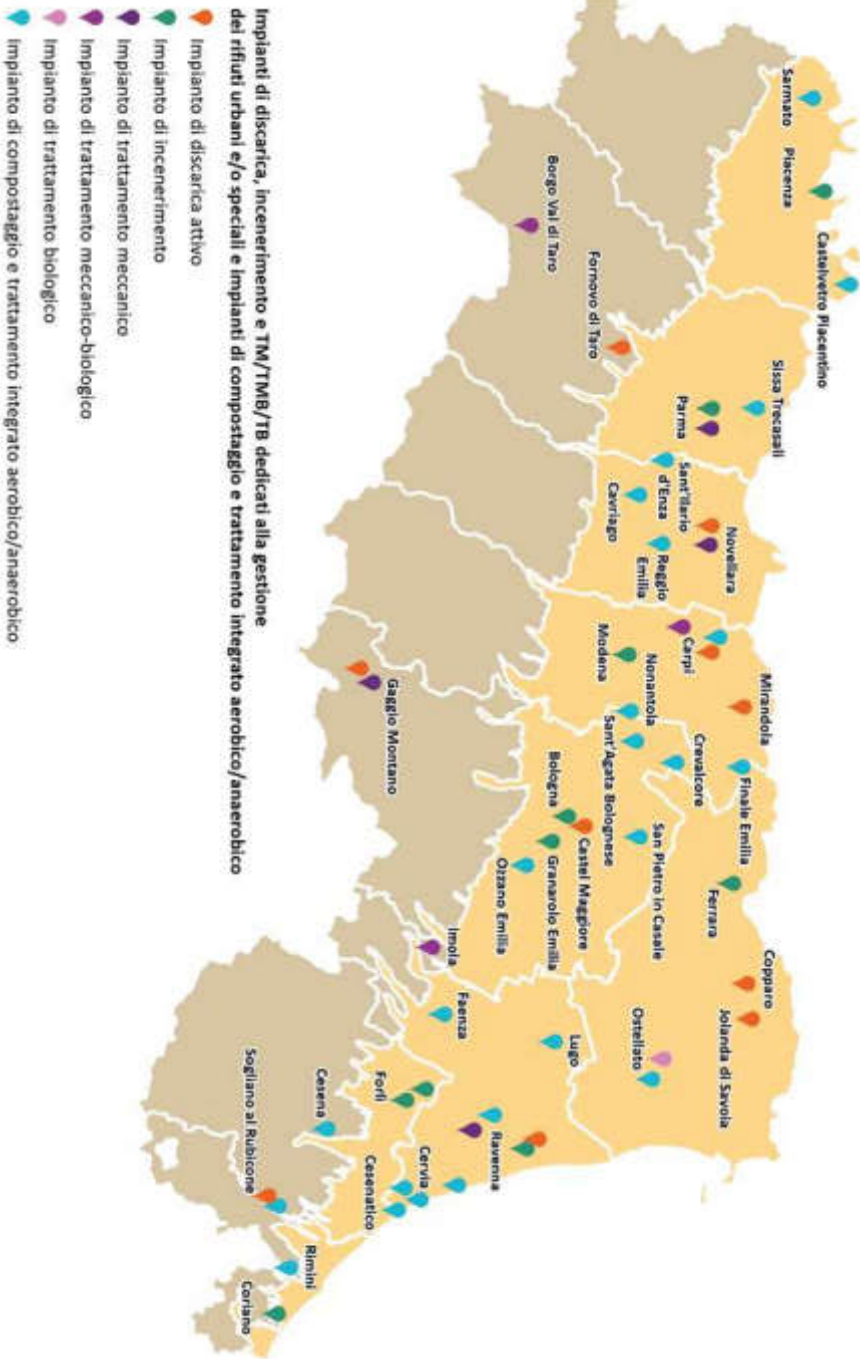 Sarmato
Piacenza
Castelvetro Piacentino
Borgo Val di Taro
Fornovo di Taro
Sissa Trecasali
Parma
Sant'Ilario
d'Enza
Cavriago
Novellara
Reggio
Emilia
Carpi
Modena
Nonantola
Mirandola
Finale Emilia
Crevalcore
Sant'Agata Bolognese
San Pietro in Casale
Bologna
Castel Maggiore
Granarolo Emilia
Ozzano Emilia
Gaggio Montano
Imola
Ferrara
Copparo
Jolanda di Savoia
Ostellato
Lugo
Faenza
Ravenna
Forlì
Cervia
Cesenatico
Cesena
Sogliano al Rubicone
Rimini
Coriano
Impianti di discarica, incenerimento e TM/TMB/TB dedicati alla gestione
dei rifiuti urbani e/o speciali e impianti di compostaggio e trattamento integrato aerobico/anaerobico
Impianto di discarica attivo
Impianto di incenerimento
Impianto di trattamento meccanico
Impianto di trattamento meccanico-biologico
Impianto di trattamento biologico
Impianto di compostaggio e trattamento integrato aerobico/anaerobico